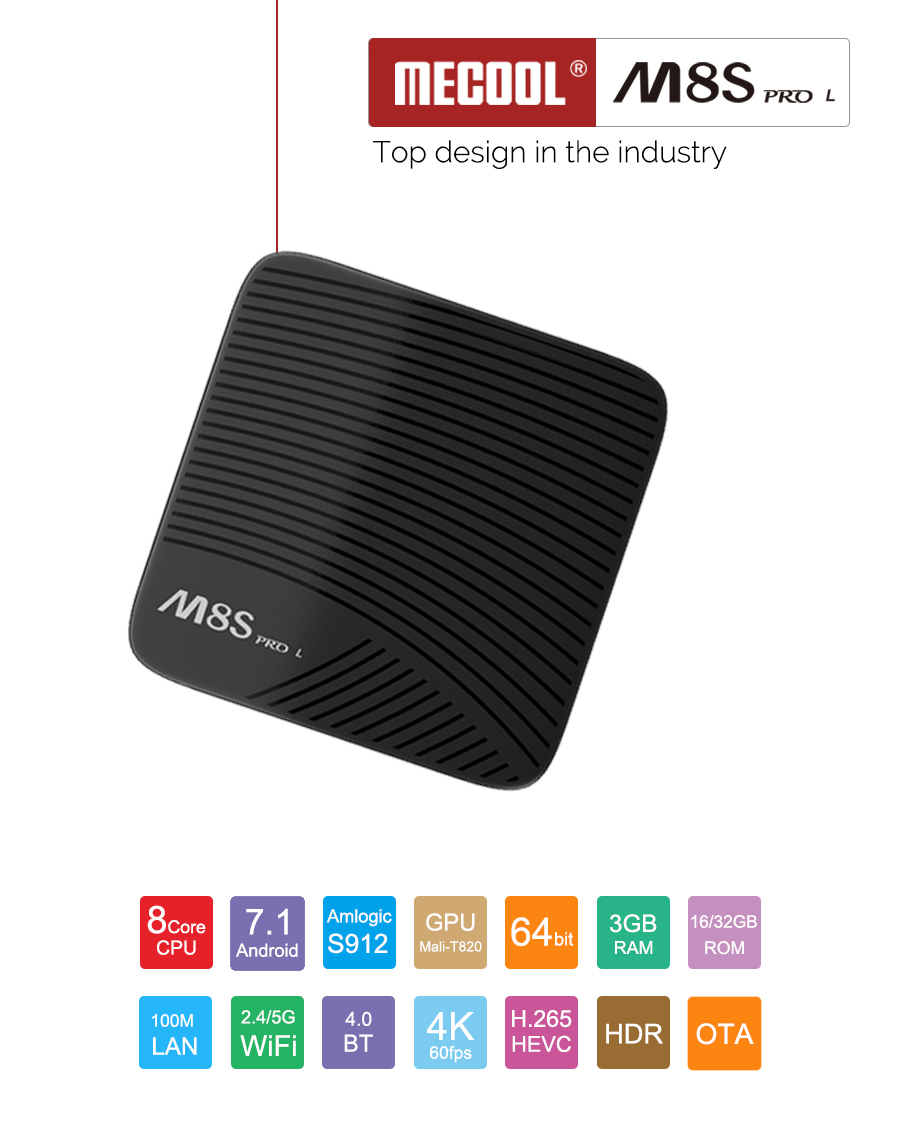 MECOOL® M8S PRO L
Top design in the industry
M8S PRO L
8Core
CPU
7.1
Android
Amlogic
S912
GPU
Mali-T820
64bit
3GB
RAM
16/32GB
ROM
100M
LAN
2.4/5G
WiFi
4.0
BT
4K
60fps
H.265
HEVC
HDR
OTA